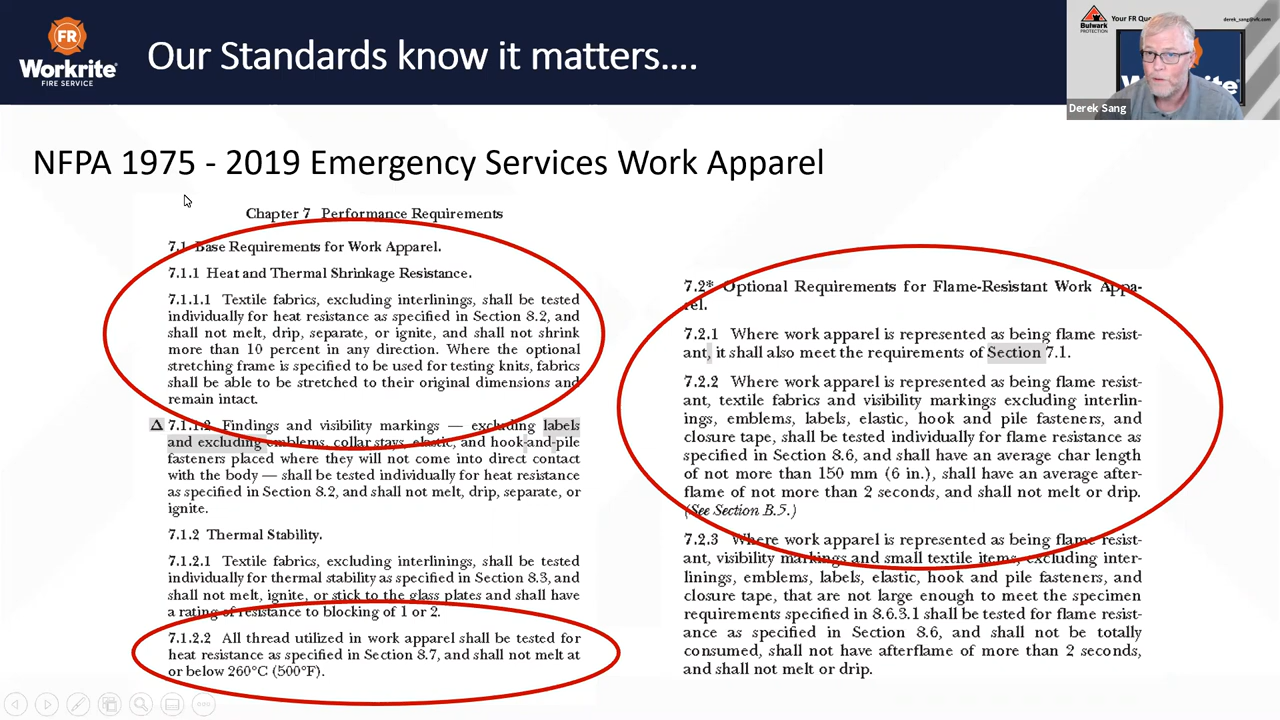 FR
Workrite
FIRE SERVICE
Our Standards know it matters….
Bulwark
PROTECTION
Your FR Qu
derek_sang@vfc.com
Derek Sang
NFPA 1975 - 2019 Emergency Services Work Apparel
Chapter 7 Performance Requirements
7.1 Base Requirements for Work Apparel.
7.1.1 Heat and Thermal Shrinkage Resistance.
7.1.1.1 Textile fabrics, excluding interlinings, shall be tested
individually for heat resistance as specified in Section 8.2, and
shall not melt, drip, separate, or ignite, and shall not shrink
more than 10 percent in any direction. Where the optional
stretching frame is specified to be used for testing knits, fabrics
shall be able to be stretched to their original dimensions and
remain intact.
Δ 7.1.1.2 Findings and visibility markings — excluding labels
and excluding emblems, collar stays, elastic, and hook-and-pile
fasteners placed where they will not come into direct contact
with the body — shall be tested individually for heat resistance
as specified in Section 8.2, and shall not melt, drip, separate, or
ignite.
7.1.2 Thermal Stability.
7.1.2.1 Textile fabrics, excluding interlinings, shall be tested
individually for thermal stability as specified in Section 8.3, and
shall not melt, ignite, or stick to the glass plates and shall have
a rating of resistance to blocking of 1 or 2.
7.1.2.2 All thread utilized in work apparel shall be tested for
heat resistance as specified in Section 8.7, and shall not melt at
or below 260°C (500°F).
7.2* Optional Requirements for Flame-Resistant Work Appa-
rel.
7.2.1 Where work apparel is represented as being flame resist-
ant, it shall also meet the requirements of Section 7.1.
7.2.2 Where work apparel is represented as being flame resist-
ant, textile fabrics and visibility markings excluding interlin-
ings, emblems, labels, elastic, hook and pile fasteners, and
closure tape, shall be tested individually for flame resistance as
specified in Section 8.6, and shall have an average char length
of not more than 150 mm (6 in.), shall have an average after-
flame of not more than 2 seconds, and shall not melt or drip.
(See Section B.5.)
7.2.3 Where work apparel is represented as being flame resist-
ant, visibility markings and small textile items, excluding inter-
linings, emblems, labels, elastic, hook and pile fasteners, and
closure tape, that are not large enough to meet the specimen
requirements specified in 8.6.3.1 shall be tested for flame resist-
ance as specified in Section 8.6, and shall not be totally
consumed, shall not have afterflame of more than 2 seconds,
and shall not melt or drip.